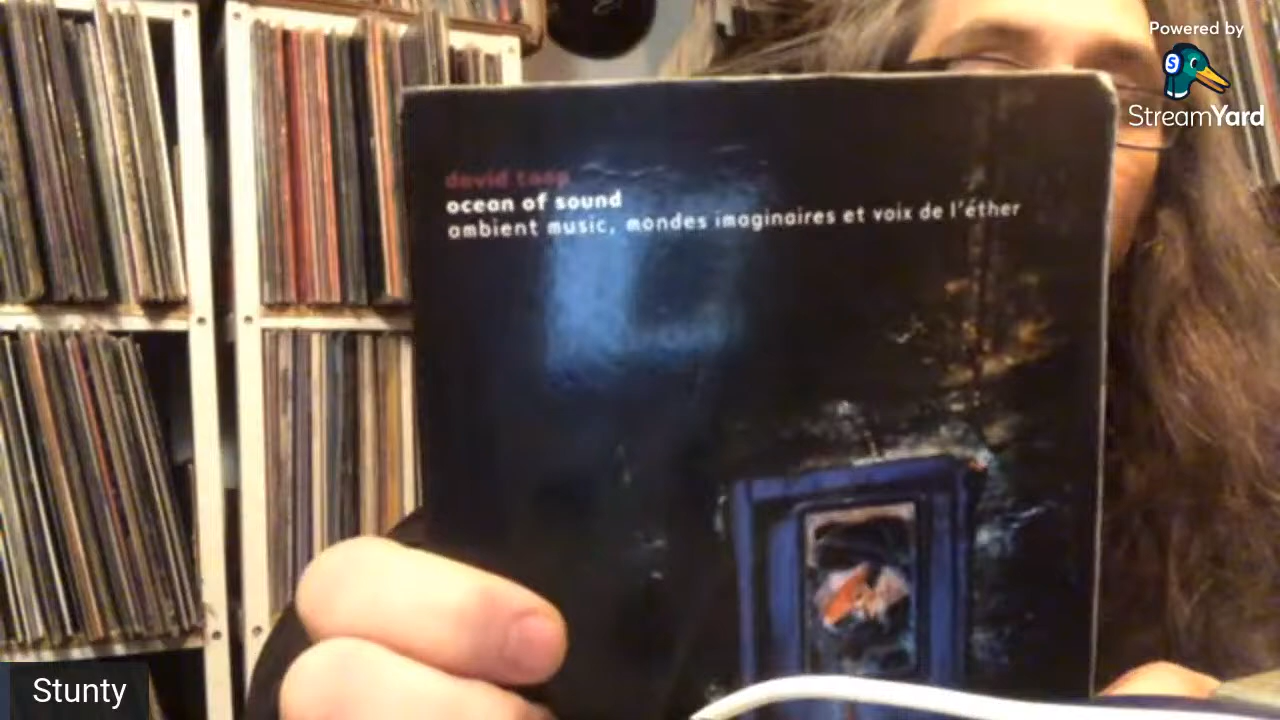 Powered by
StreamYard
david toop
ocean of sound
ambient music, mondes imaginaires et voix de l'éther
Stunty